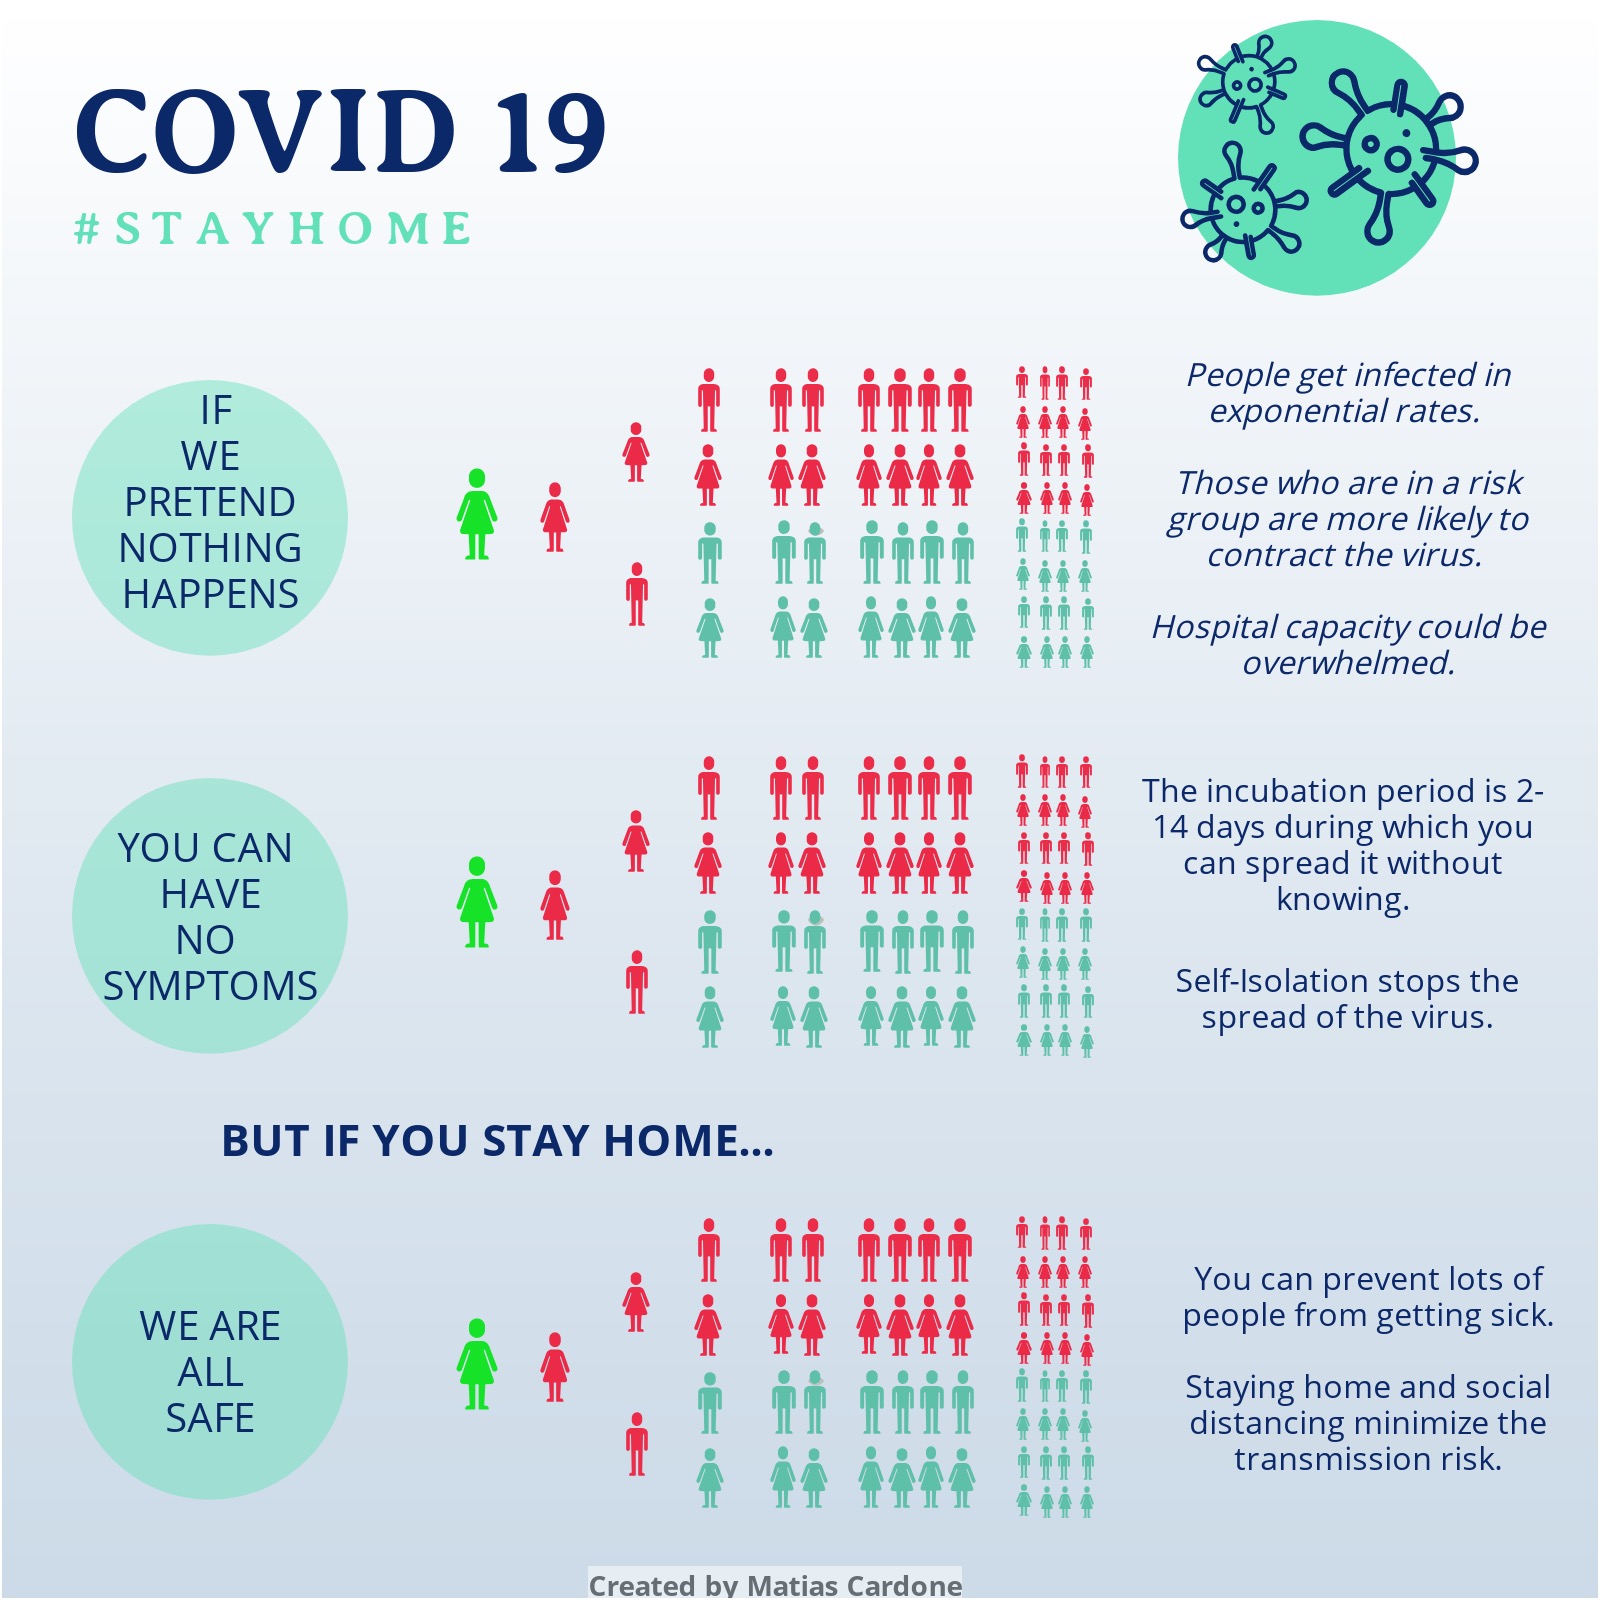 COVID 19
#STAYHOME
IF
WE
PRETEND
NOTHING
HAPPENS
People get infected in
exponential rates.
Those who are in a risk
group are more likely to
contract the virus.
Hospital capacity could be
overwhelmed.
YOU CAN
HAVE
NO
SYMPTOMS
The incubation period is 2-
14 days during which you
can spread it without
knowing.
Self-Isolation stops the
spread of the virus.
BUT IF YOU STAY HOME...
WE ARE
ALL
SAFE
You can prevent lots of
people from getting sick.
Staying home and social
distancing minimize the
transmission risk.
Created by Matias Cardone